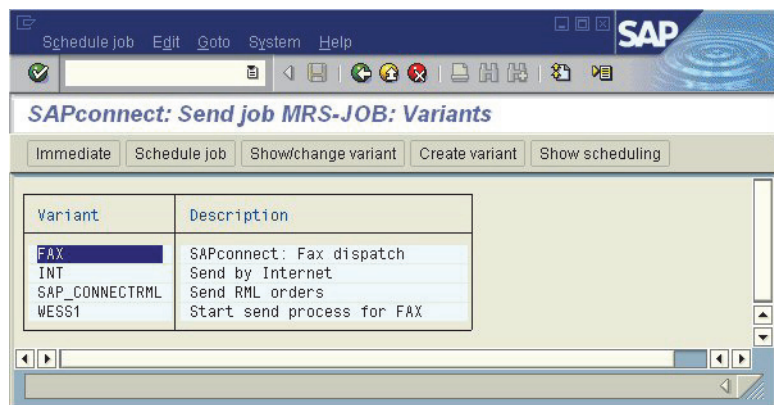 Schedule job Edit Goto System Help
SAP
SAPconnect: Send job MRS-JOB: Variants
Immediate Schedule job Show/change variant Create variant Show scheduling
Variant Description
FAX SAPconnect: Fax dispatch
INT Send by Internet
SAP_CONNECTRML Send RML orders
WESS1 Start send process for FAX